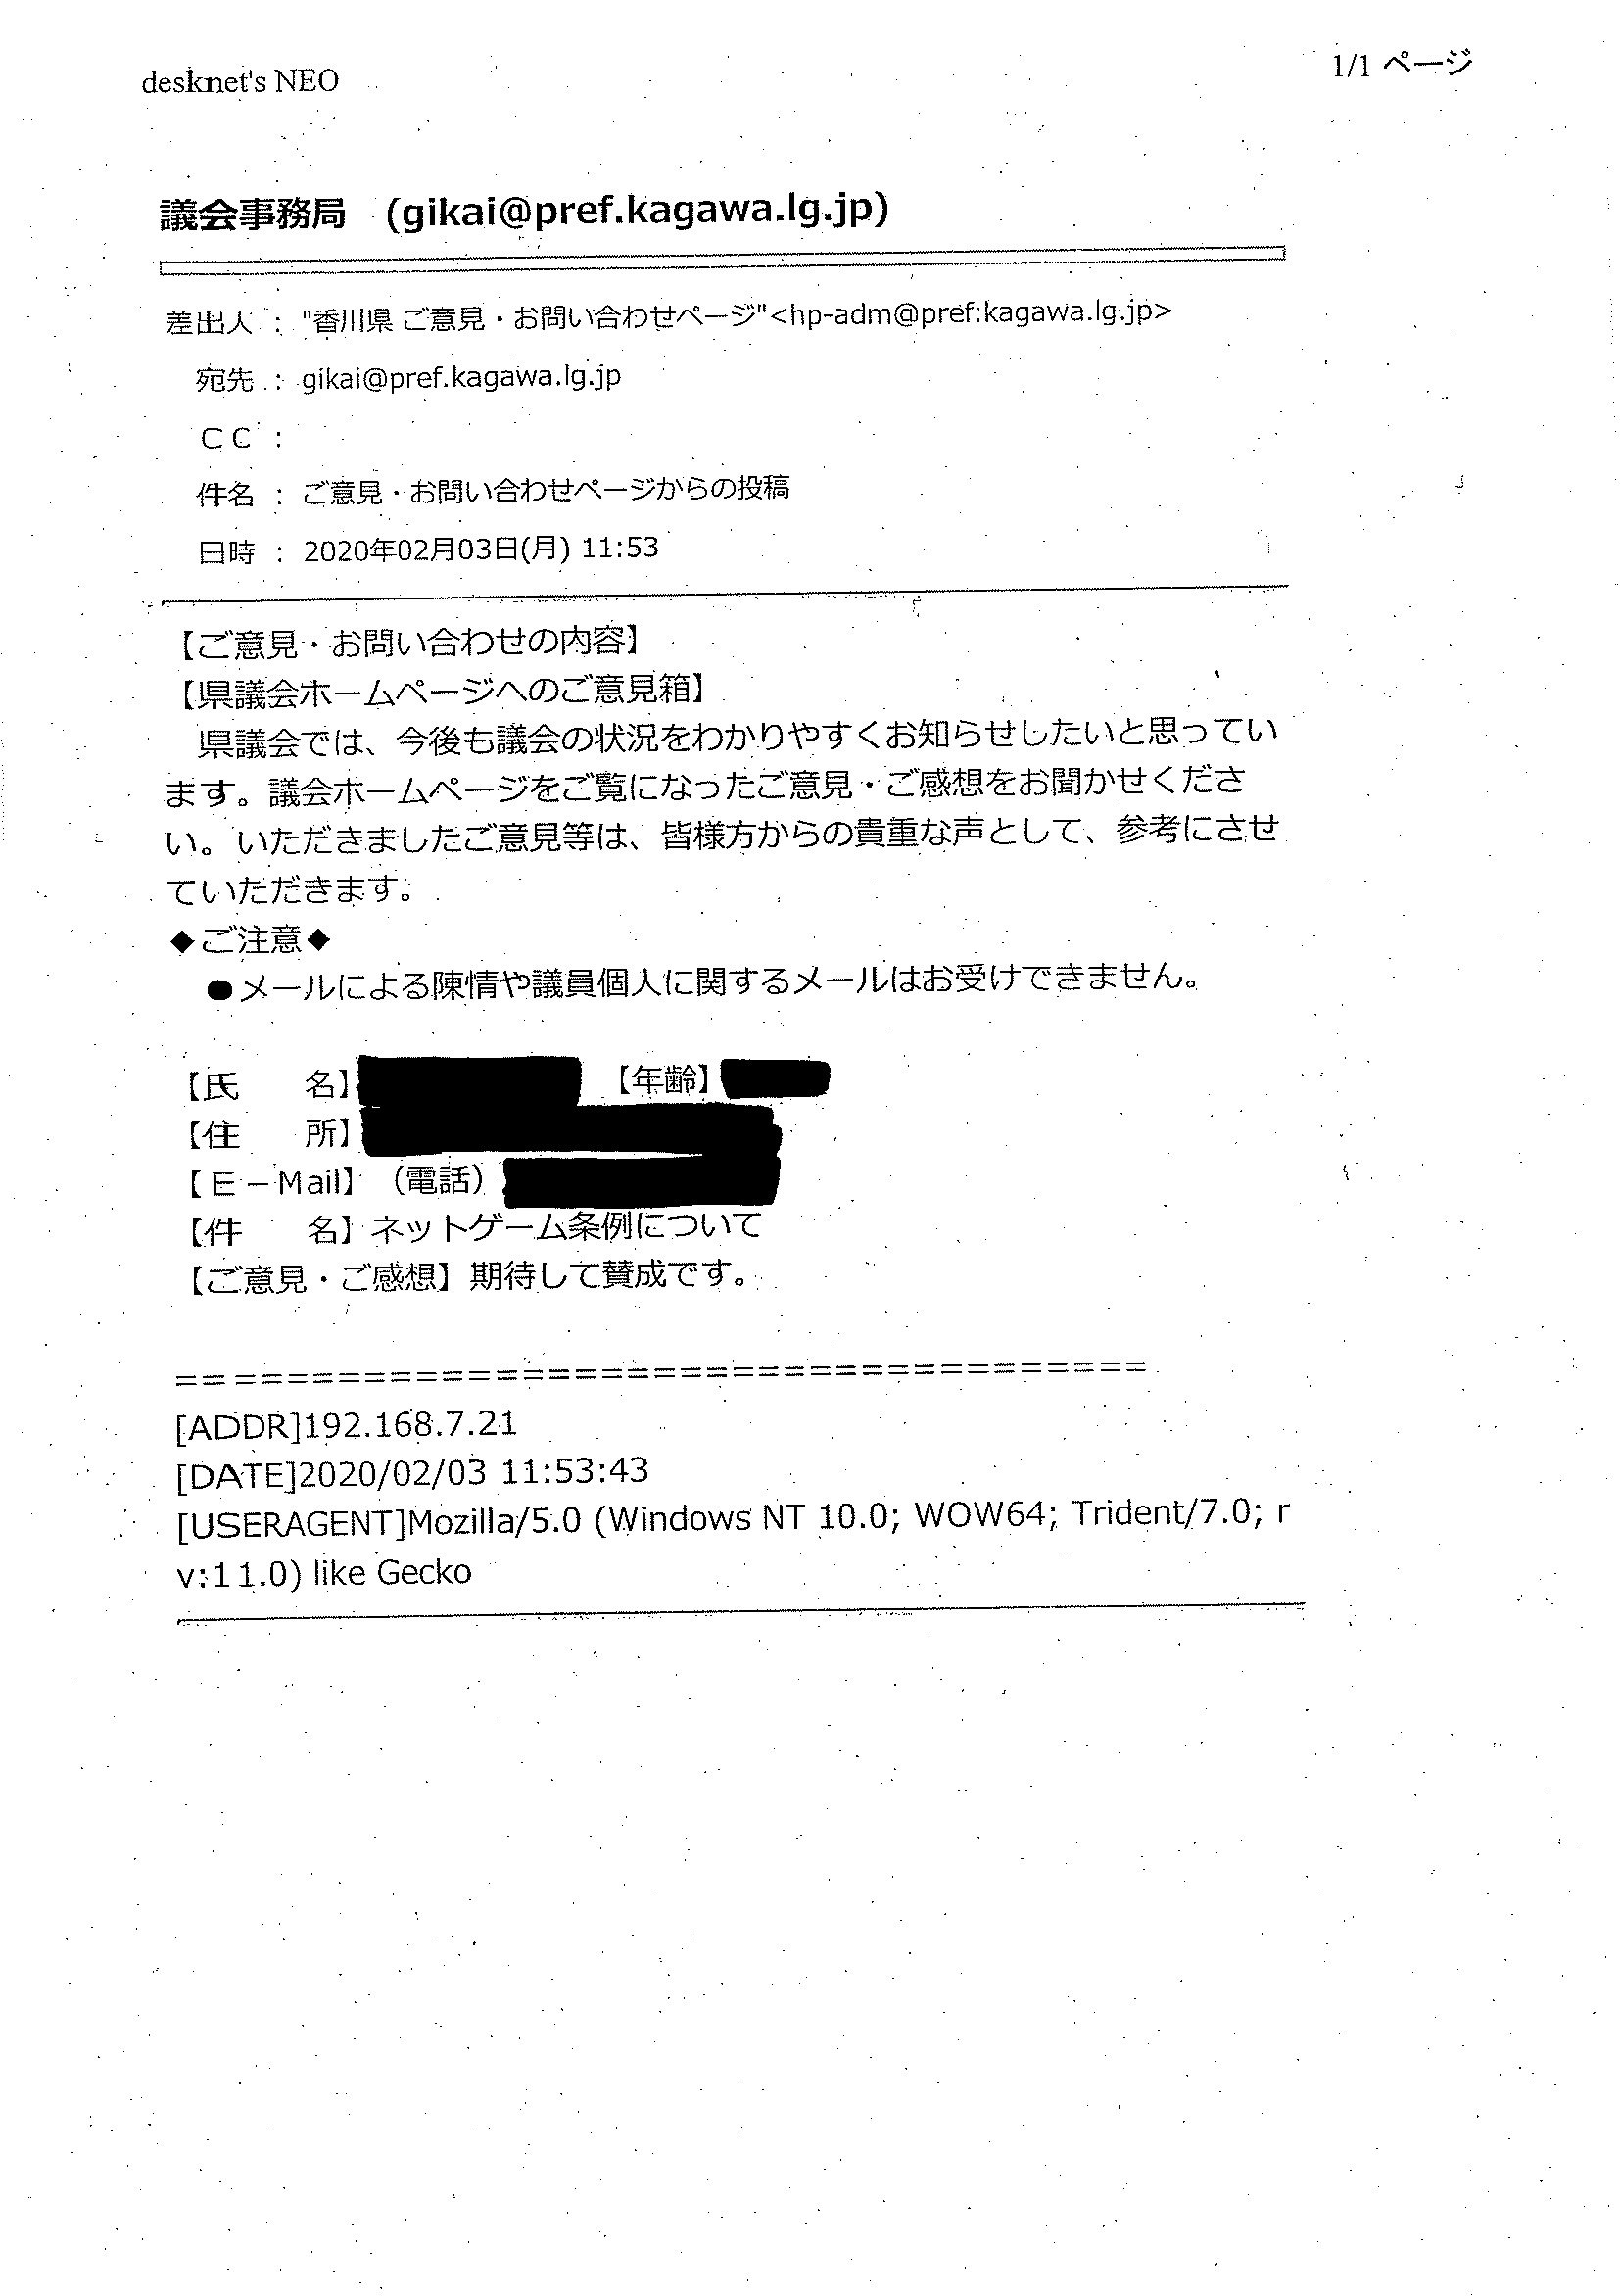 desknet's NEO
1/1 ページ
議会事務局 (gikai@pref.kagawa.lg.jp)
差出人 : "香川県 ご意見・お問い合わせページ"<hp-adm@pref.kagawa.lg.jp>
宛先 : gikai@pref.kagawa.lg.jp
CC :
件名 : ご意見・お問い合わせページからの投稿
日時 : 2020年02月03日(月) 11:53
【ご意見・お問い合わせの内容】
【県議会ホームページへのご意見箱】
県議会では、今後も議会の状況をわかりやすくお知らせしたいと思ってい
ます。議会ホームページをご覧になったご意見・ご感想をお聞かせくださ
い。いただきましたご意見等は、皆様方からの貴重な声として、参考にさせ
ていただきます。
◆ご注意◆
●メールによる陳情や議員個人に関するメールはお受けできません。
【氏　　名】 【年齢】
【住　　所】
【E－Mail】（電話）
【件　　名】ネットゲーム条例について
【ご意見・ご感想】期待して賛成です。
=====================================
[ADDR]192.168.7.21
[DATE]2020/02/03 11:53:43
[USERAGENT]Mozilla/5.0 (Windows NT 10.0; WOW64; Trident/7.0; r
v:11.0) like Gecko